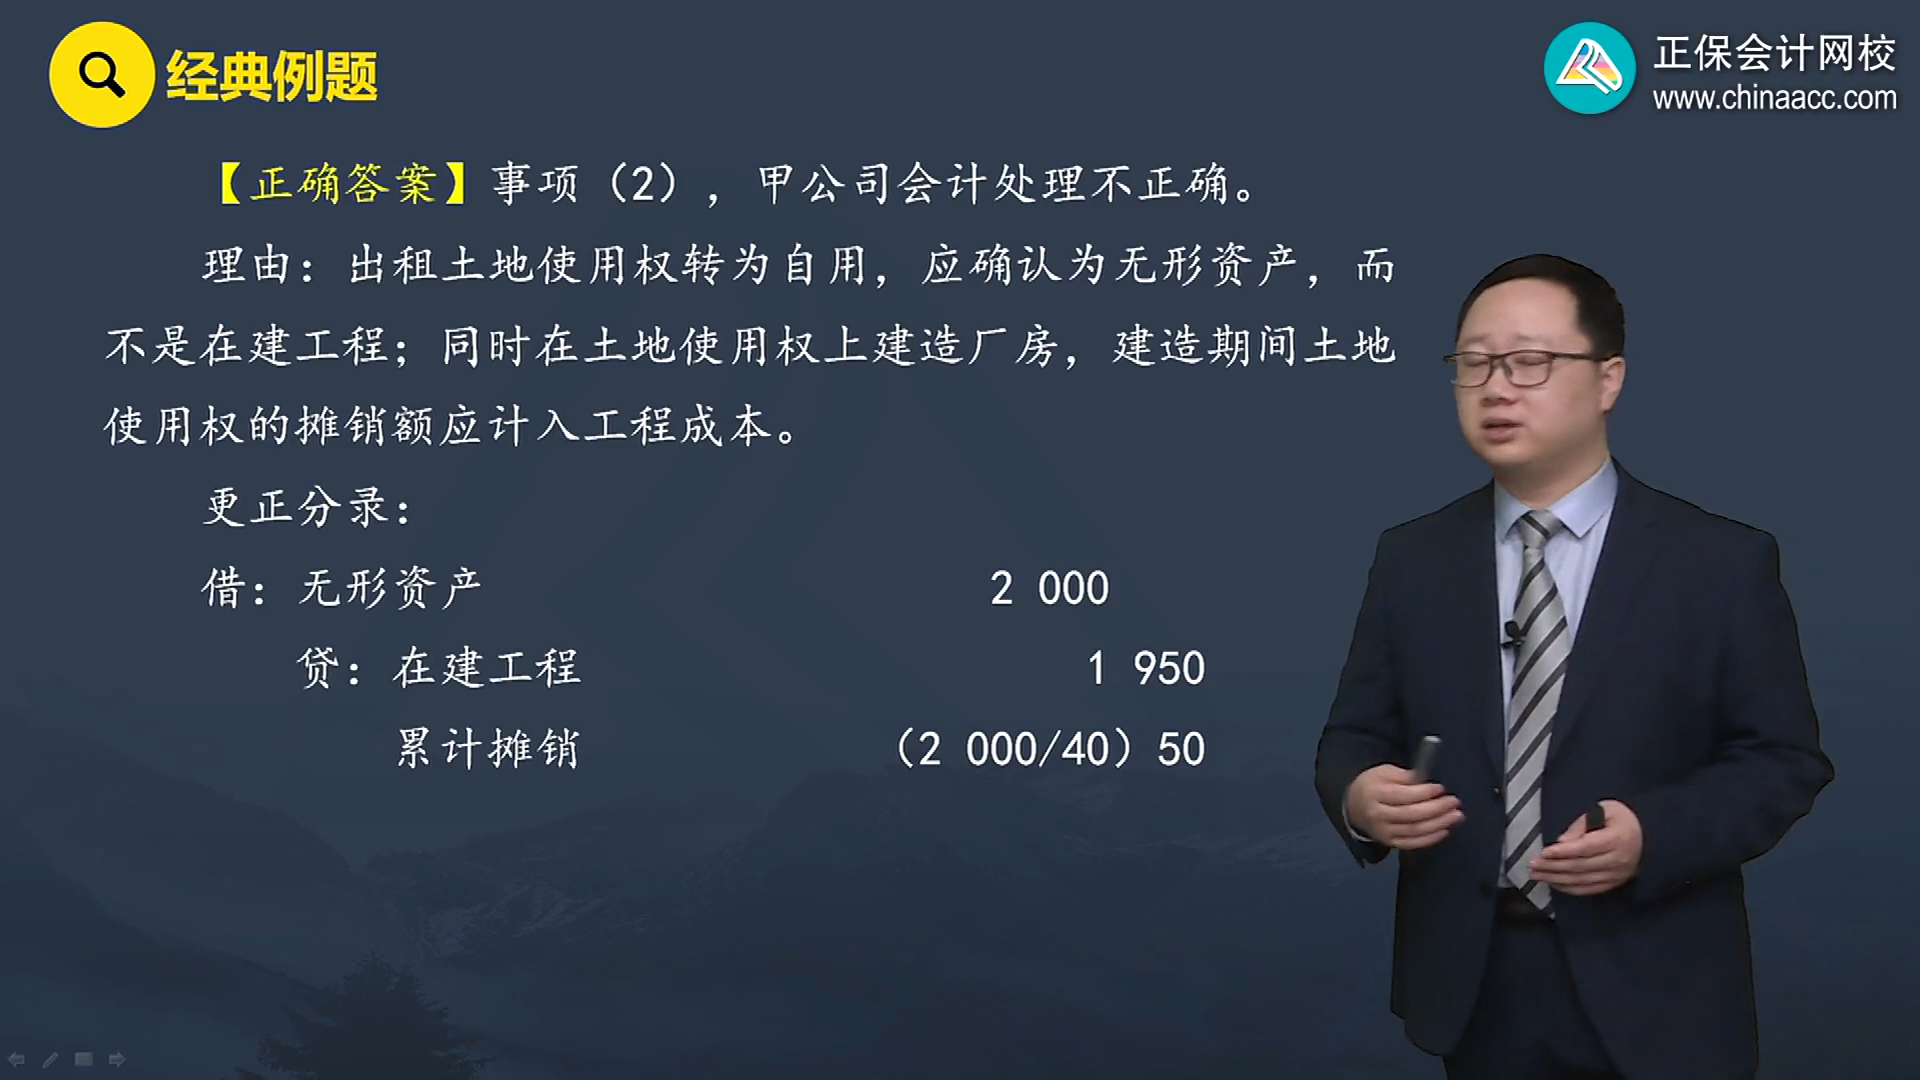 经典例题
正保会计网校
www.chinaacc.com
【正确答案】事项（2），甲公司会计处理不正确。
理由：出租土地使用权转为自用，应确认为无形资产，而
不是在建工程；同时在土地使用权上建造厂房，建造期间土地
使用权的摊销额应计入工程成本。
更正分录：
借：无形资产 2 000
贷：在建工程 1 950
累计摊销 （2 000/40）50